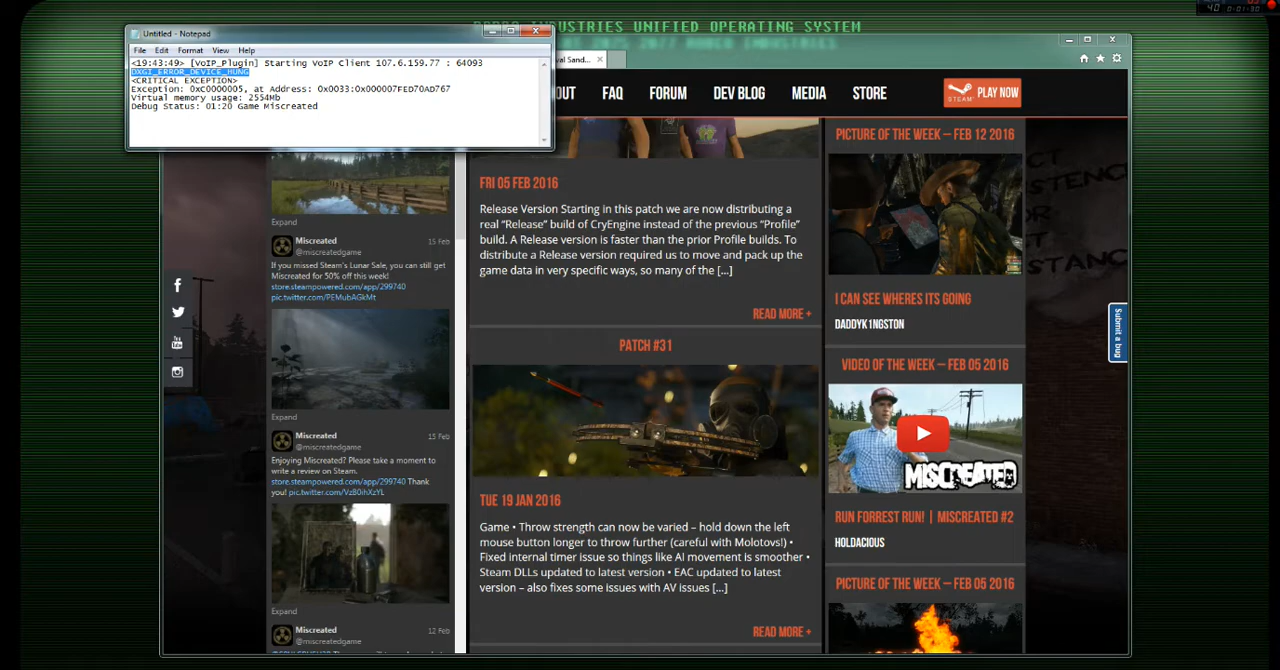 INDUSTRIES UNIFIED OPERATING SYSTEM
40 0:01:30
Untitled - Notepad
File Edit Format View Help
<19:43:49> [VoIP_Plugin] Starting VoIP Client 107.6.159.77 : 64093
DXGI_ERROR_DEVICE_HUNG
<CRITICAL EXCEPTION>
Exception: 0xC0000005, at Address: 0x0033:0x000007FED70AD767
Virtual memory usage: 2554Mb
Debug Status: 01:20 Game Miscreated
val Sand...
OUT FAQ FORUM DEV BLOG MEDIA STORE
STEAM PLAY NOW
Expand
Miscreated 15 Feb
@miscreatedgame
If you missed Steam's Lunar Sale, you can still get
Miscreated for 50% off this week!
store.steampowered.com/app/299740
pic.twitter.com/PEMubAGkMt
Expand
Miscreated 15 Feb
@miscreatedgame
Enjoying Miscreated? Please take a moment to
write a review on Steam.
store.steampowered.com/app/299740 Thank
you! pic.twitter.com/VzB0ihXzYL
Expand
Miscreated 12 Feb
@miscreatedgame
FRI 05 FEB 2016
Release Version Starting in this patch we are now distributing a
real “Release” build of CryEngine instead of the previous “Profile”
build. A Release version is faster than the prior Profile builds. To
distribute a Release version required us to move and pack up the
game data in very specific ways, so many of the [...]
READ MORE +
PATCH #31
TUE 19 JAN 2016
Game • Throw strength can now be varied – hold down the left
mouse button longer to throw further (careful with Molotovs!) •
Fixed internal timer issue so things like AI movement is smoother •
Steam DLLs updated to latest version • EAC updated to latest
version – also fixes some issues with AV issues [...]
READ MORE +
PICTURE OF THE WEEK – FEB 12 2016
I CAN SEE WHERES ITS GOING
DADDYK1NGSTON
VIDEO OF THE WEEK – FEB 05 2016
MISCREATED
RUN FORREST RUN! | MISCREATED #2
HOLDACIOUS
PICTURE OF THE WEEK – FEB 05 2016
Submit a bug
You